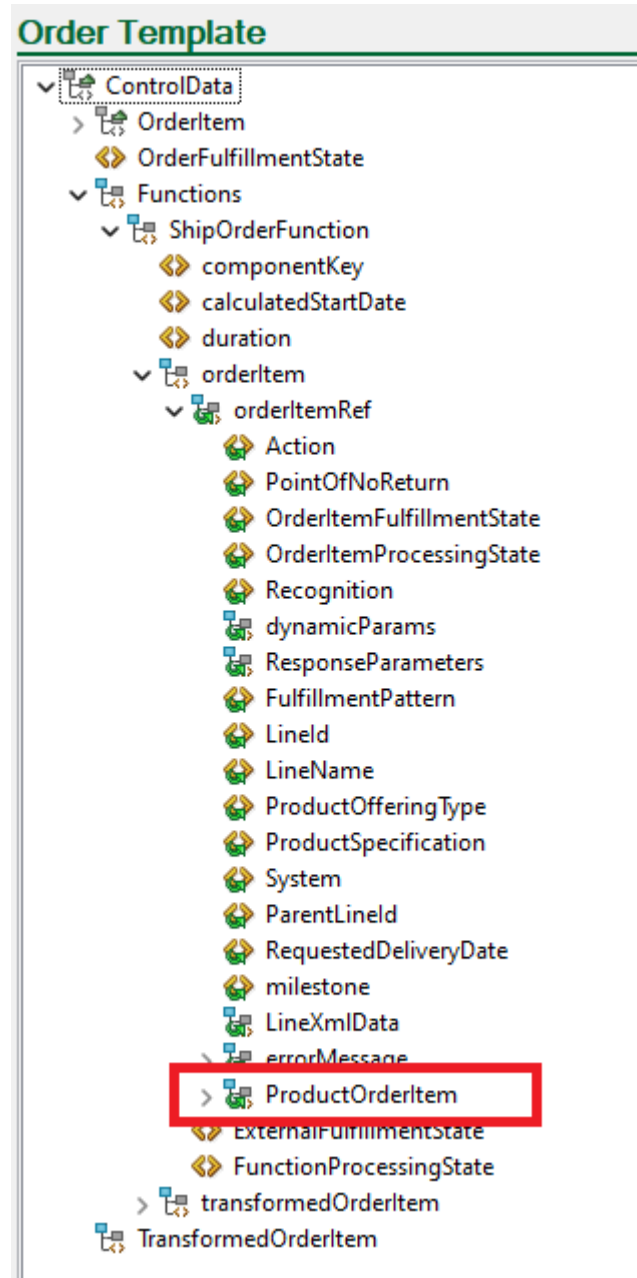 Order Template
ControlData
OrderItem
OrderFulfillmentState
Functions
ShipOrderFunction
componentKey
calculatedStartDate
duration
orderItem
orderItemRef
Action
PointOfNoReturn
OrderItemFulfillmentState
OrderItemProcessingState
Recognition
dynamicParams
ResponseParameters
FulfillmentPattern
LineId
LineName
ProductOfferingType
ProductSpecification
System
ParentLineId
RequestedDeliveryDate
milestone
LineXmlData
errorMessage
ProductOrderItem
ExternalFulfillmentState
FunctionProcessingState
transformedOrderItem
TransformedOrderItem